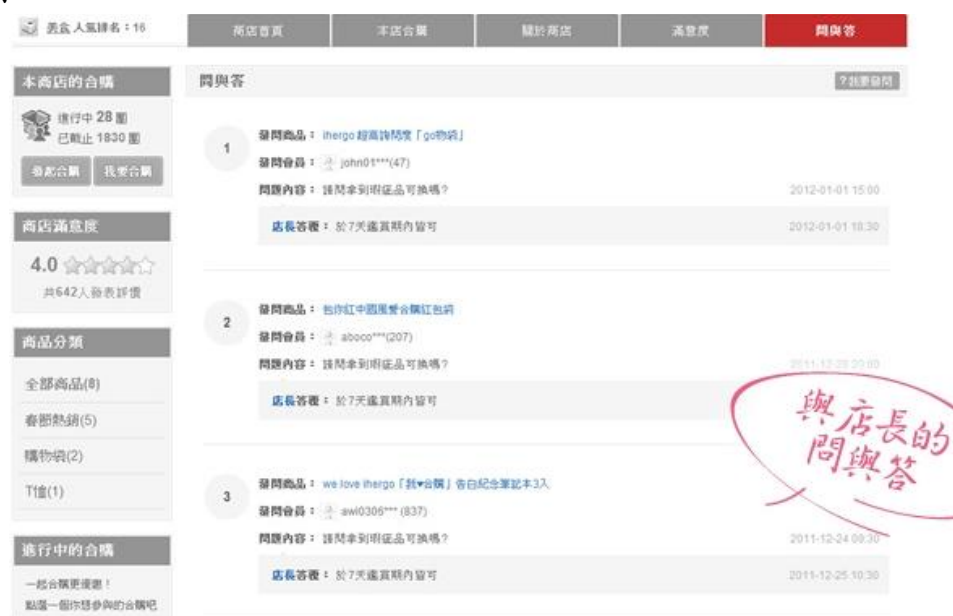 美食人氣排名：16
商店首頁
本店合購
關於商店
滿意度
問與答
本商店的合購
進行中 28 團
已截止 1830 團
發起合購
我要合購
商店滿意度
4.0
共642人發表評價
商品分類
全部商品(8)
春節熱銷(5)
購物袋(2)
T恤(1)
進行中的合購
一起合購更優惠！
點選一個你想參與的合購吧
問與答
?我要發問
1
發問商品： ihergo 超高詢問度「go物袋」
發問會員： john01***(47)
問題內容： 請問拿到瑕疵品可換嗎？
2012-01-01 15:00
店長答覆： 於7天鑑賞期內皆可
2012-01-01 18:30
2
發問商品： 包你紅中國風愛合購紅包袋
發問會員： aboco***(207)
問題內容： 請問拿到瑕疵品可換嗎？
店長答覆： 於7天鑑賞期內皆可
與店長的
問與答
3
發問商品： we love ihergo「我♥合購」告白紀念筆記本3入
發問會員： awi0306*** (837)
問題內容： 請問拿到瑕疵品可換嗎？
2011-12-24 09:30
店長答覆： 於7天鑑賞期內皆可
2011-12-25 10:30